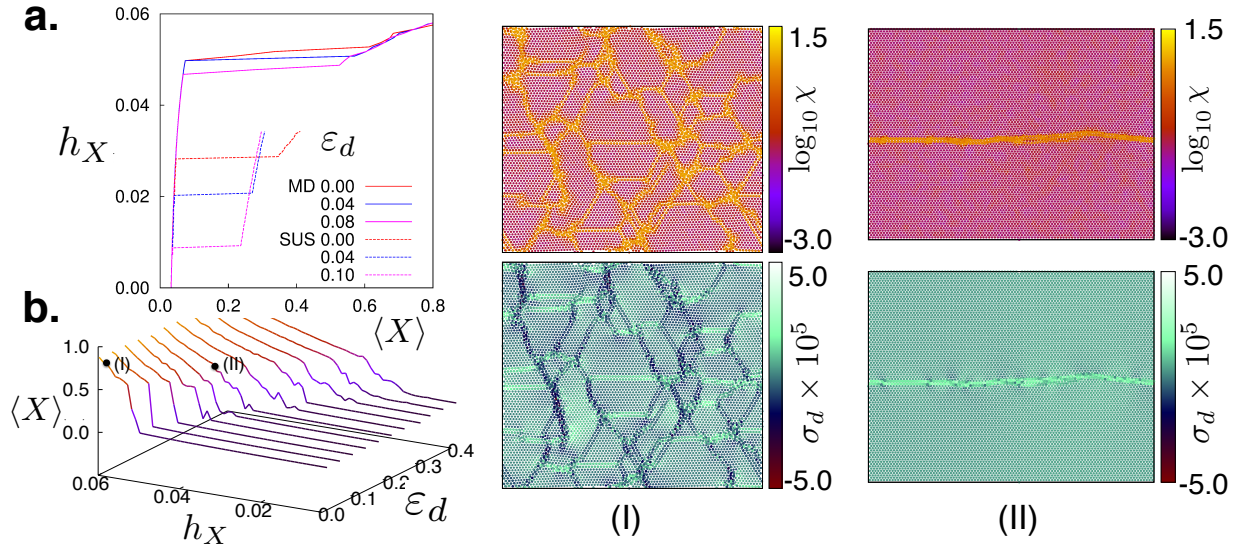 a.
0.06
0.04
h_X
0.02
0.00
0.0 0.2 0.4 0.6 0.8
⟨X⟩
ε_d
MD 0.00
0.04
0.08
SUS 0.00
0.04
0.10
b.
1.0
0.5
0.0
⟨X⟩
(I)
(II)
0.06
0.04
0.02
h_X
0.0
0.1
0.2
0.3
0.4
ε_d
1.5
log₁₀ χ
-3.0
5.0
σ_d × 10⁵
-5.0
(I)
1.5
log₁₀ χ
-3.0
5.0
σ_d × 10⁵
-5.0
(II)